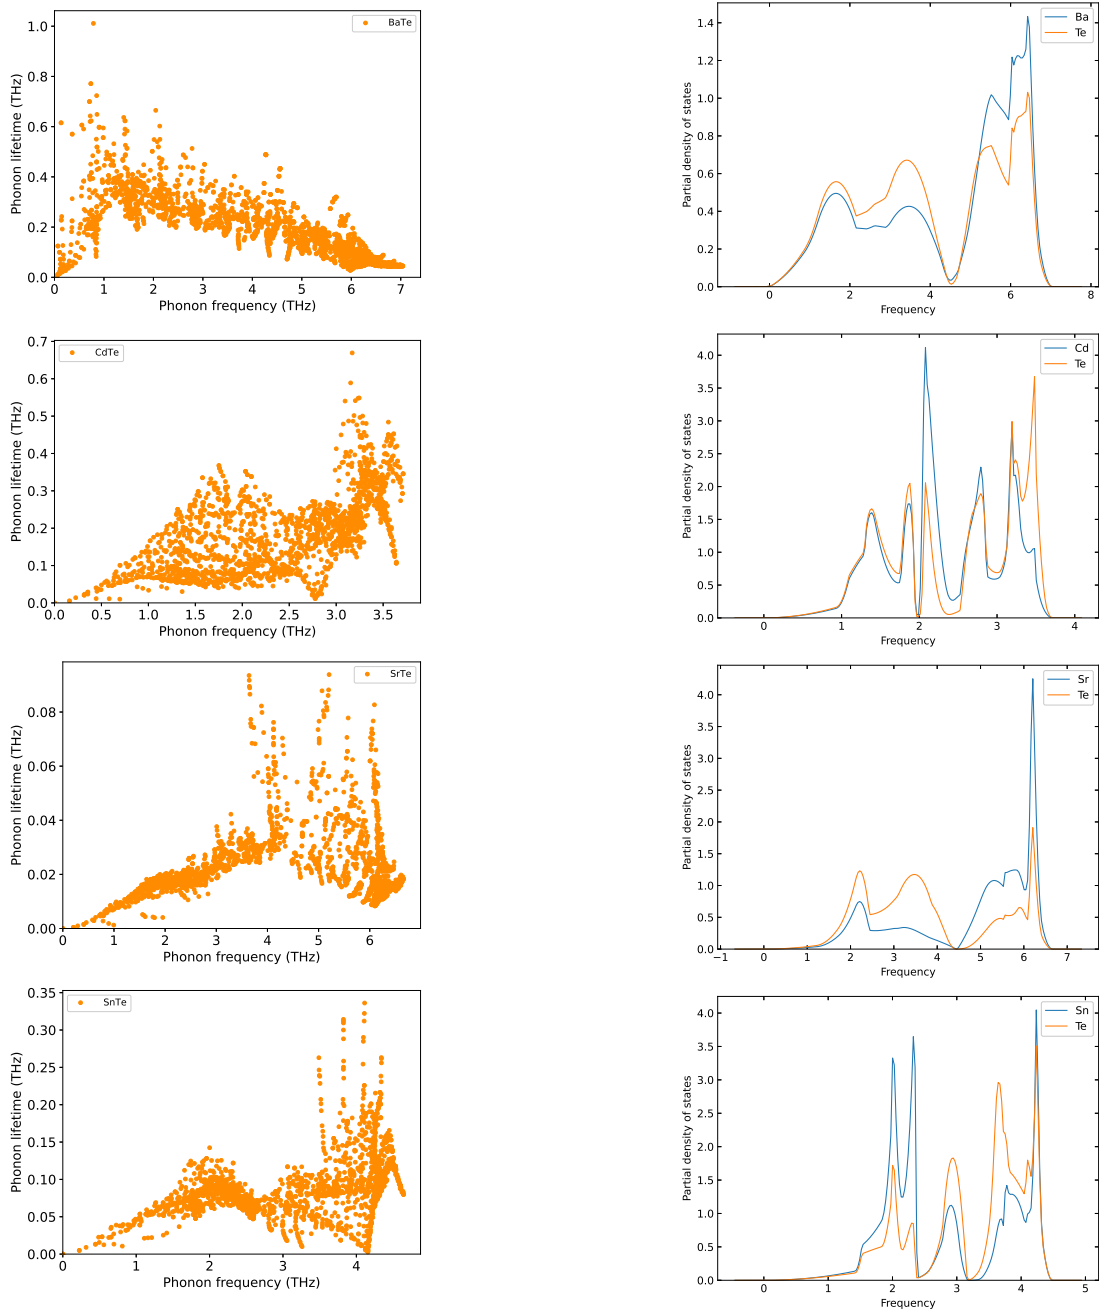 BaTe
Phonon lifetime (THz)
1.0
0.8
0.6
0.4
0.2
0.0
0 1 2 3 4 5 6 7
Phonon frequency (THz)
Ba
Te
Partial density of states
1.4
1.2
1.0
0.8
0.6
0.4
0.2
0.0
0 2 4 6 8
Frequency
CdTe
Phonon lifetime (THz)
0.7
0.6
0.5
0.4
0.3
0.2
0.1
0.0
0.0 0.5 1.0 1.5 2.0 2.5 3.0 3.5
Phonon frequency (THz)
Cd
Te
Partial density of states
4.0
3.5
3.0
2.5
2.0
1.5
1.0
0.5
0.0
0 1 2 3 4
Frequency
SrTe
Phonon lifetime (THz)
0.08
0.06
0.04
0.02
0.00
0 1 2 3 4 5 6
Phonon frequency (THz)
Sr
Te
Partial density of states
4.0
3.5
3.0
2.5
2.0
1.5
1.0
0.5
0.0
−1 0 1 2 3 4 5 6 7
Frequency
SnTe
Phonon lifetime (THz)
0.35
0.30
0.25
0.20
0.15
0.10
0.05
0.00
0 1 2 3 4
Phonon frequency (THz)
Sn
Te
Partial density of states
4.0
3.5
3.0
2.5
2.0
1.5
1.0
0.5
0.0
0 1 2 3 4 5
Frequency